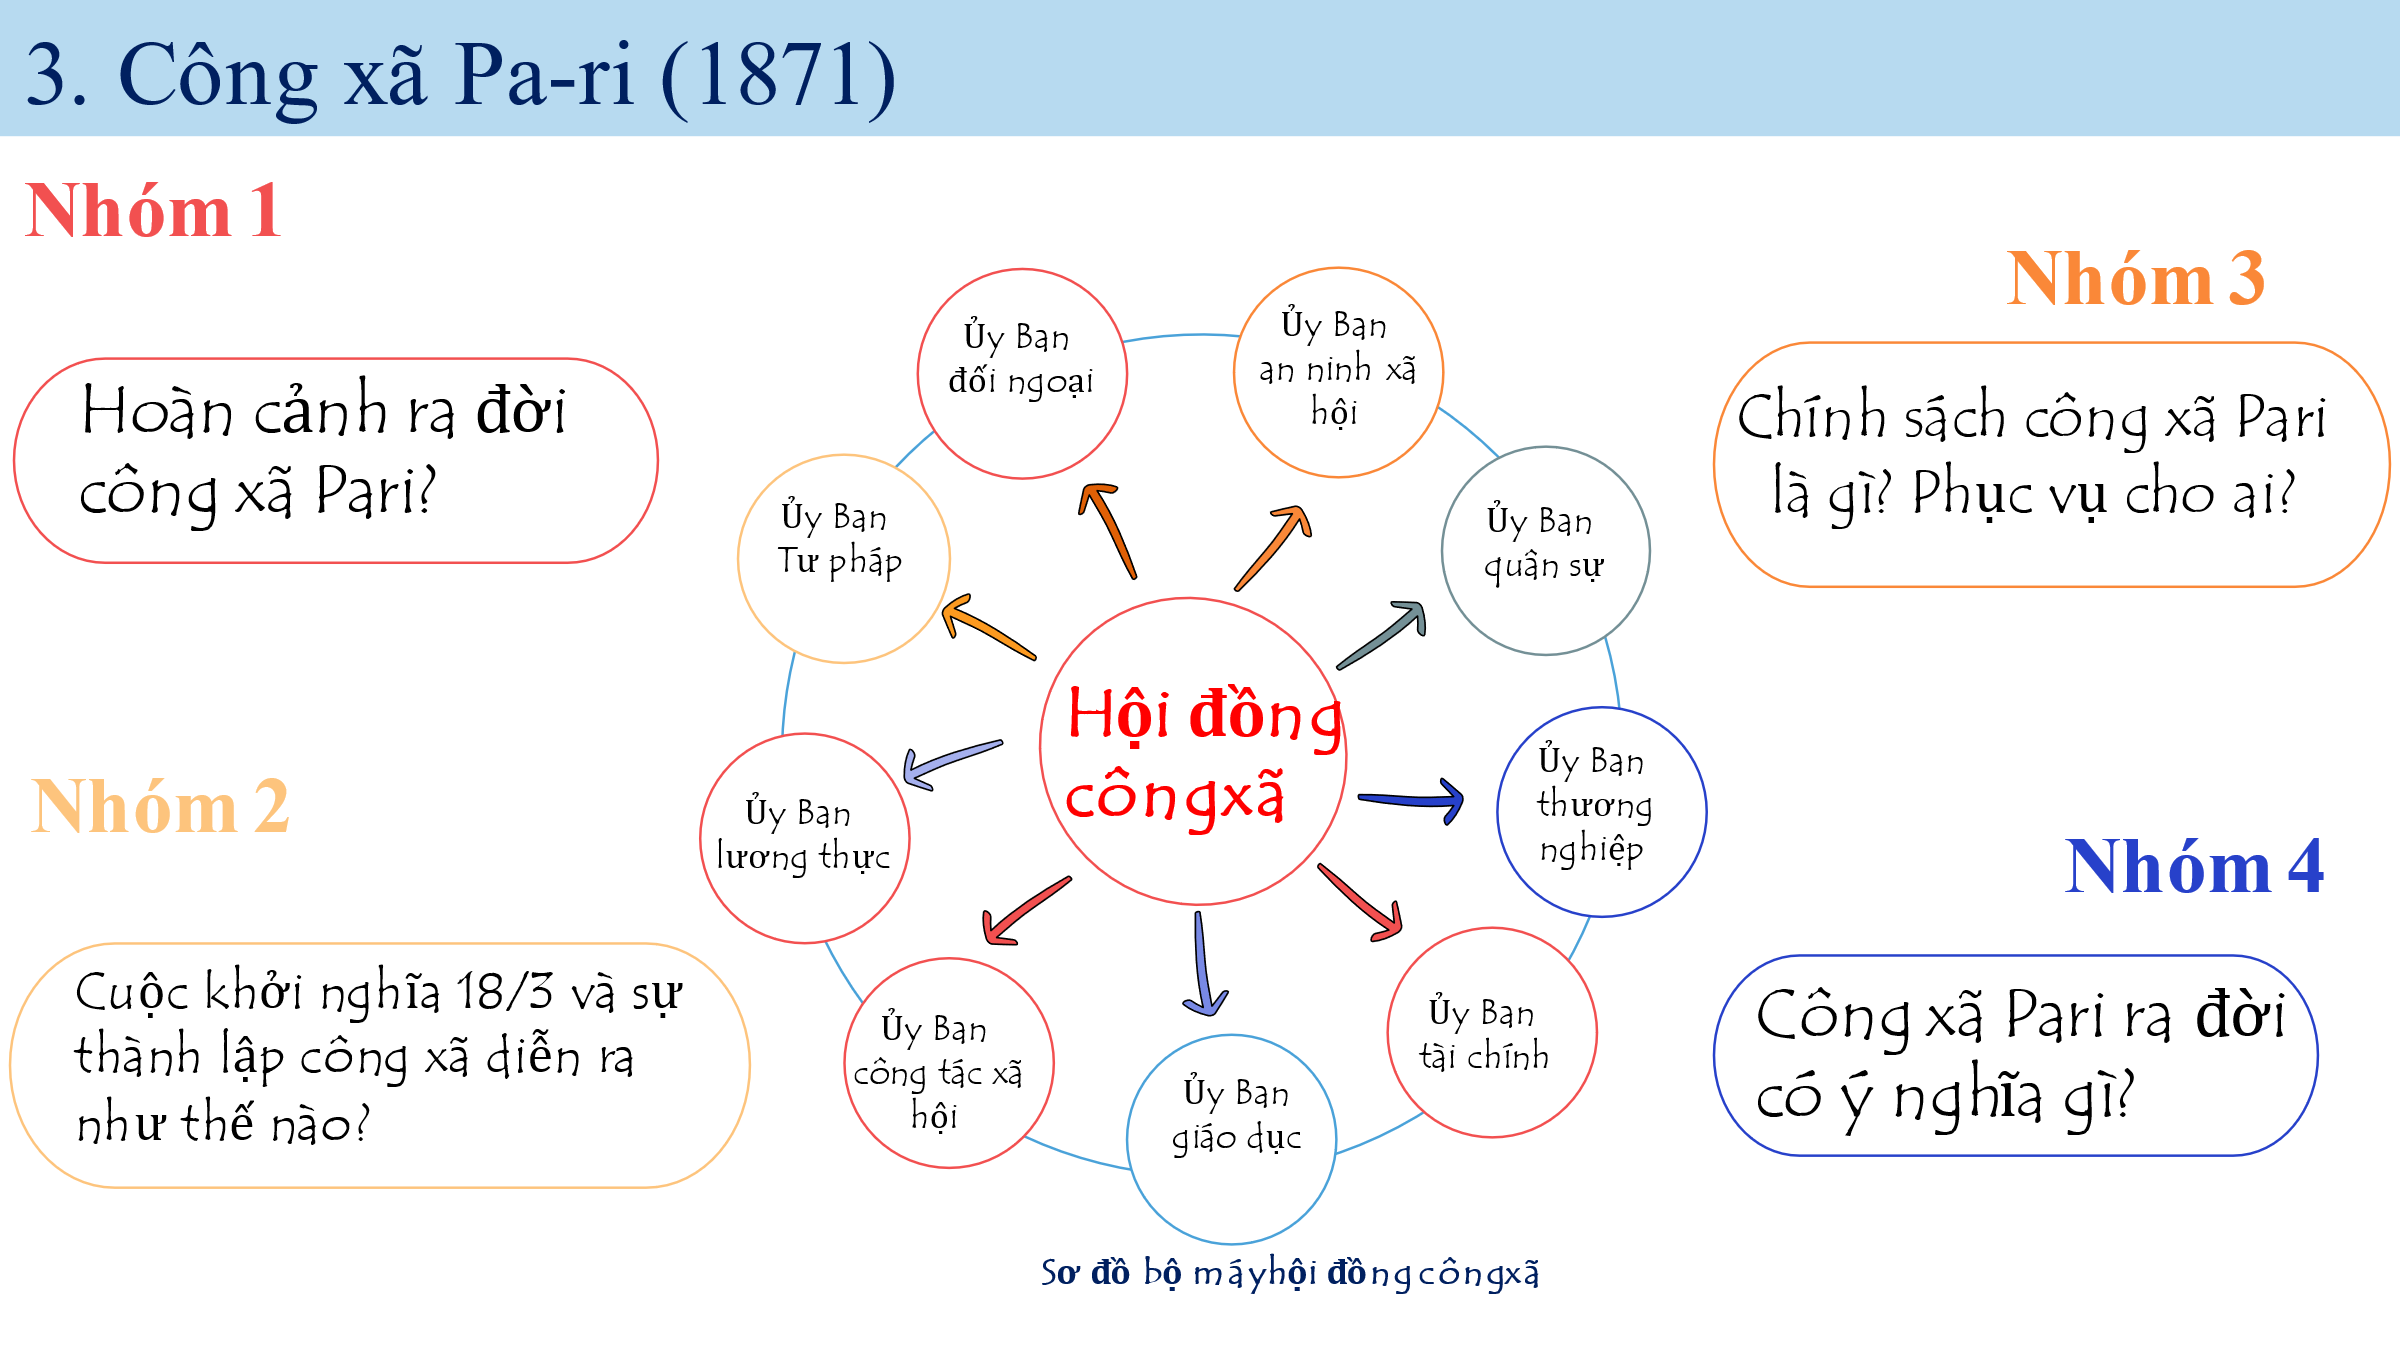 3. Công xã Pa-ri (1871)
Nhóm 1
Hoàn cảnh ra đời
công xã Pari?
Nhóm 2
Cuộc khởi nghĩa 18/3 và sự
thành lập công xã diễn ra
như thế nào?
Ủy Ban
đối ngoại
Ủy Ban
an ninh xã
hội
Ủy Ban
Tư pháp
Ủy Ban
quân sự
Hội đồng
côngxã
Ủy Ban
lương thực
Ủy Ban
thương
nghiệp
Ủy Ban
công tác xã
hội
Ủy Ban
giáo dục
Ủy Ban
tài chính
Sơ đồ bộ máyhội đồng côngxã
Nhóm 3
Chính sách công xã Pari
là gì? Phục vụ cho ai?
Nhóm 4
Công xã Pari ra đời
có ý nghĩa gì?